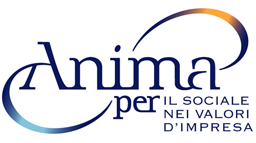 Anima
per IL SOCIALE
NEI VALORI
D'IMPRESA